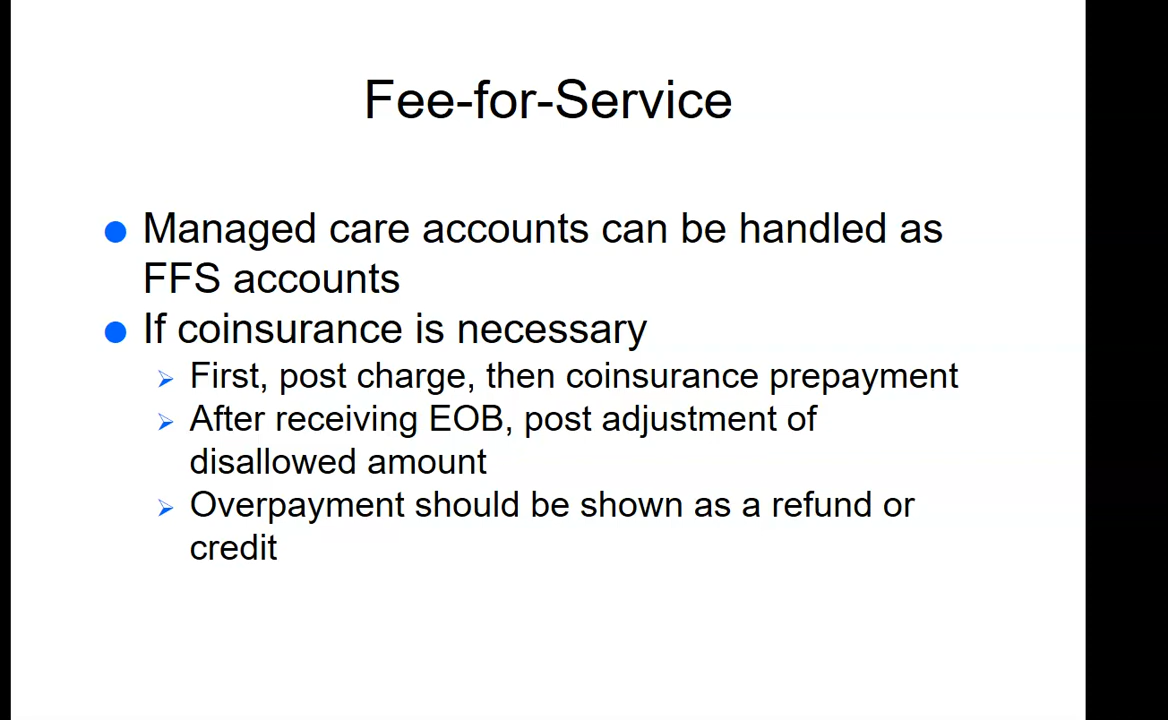 Fee-for-Service
Managed care accounts can be handled as
FFS accounts
If coinsurance is necessary
First, post charge, then coinsurance prepayment
After receiving EOB, post adjustment of
disallowed amount
Overpayment should be shown as a refund or
credit